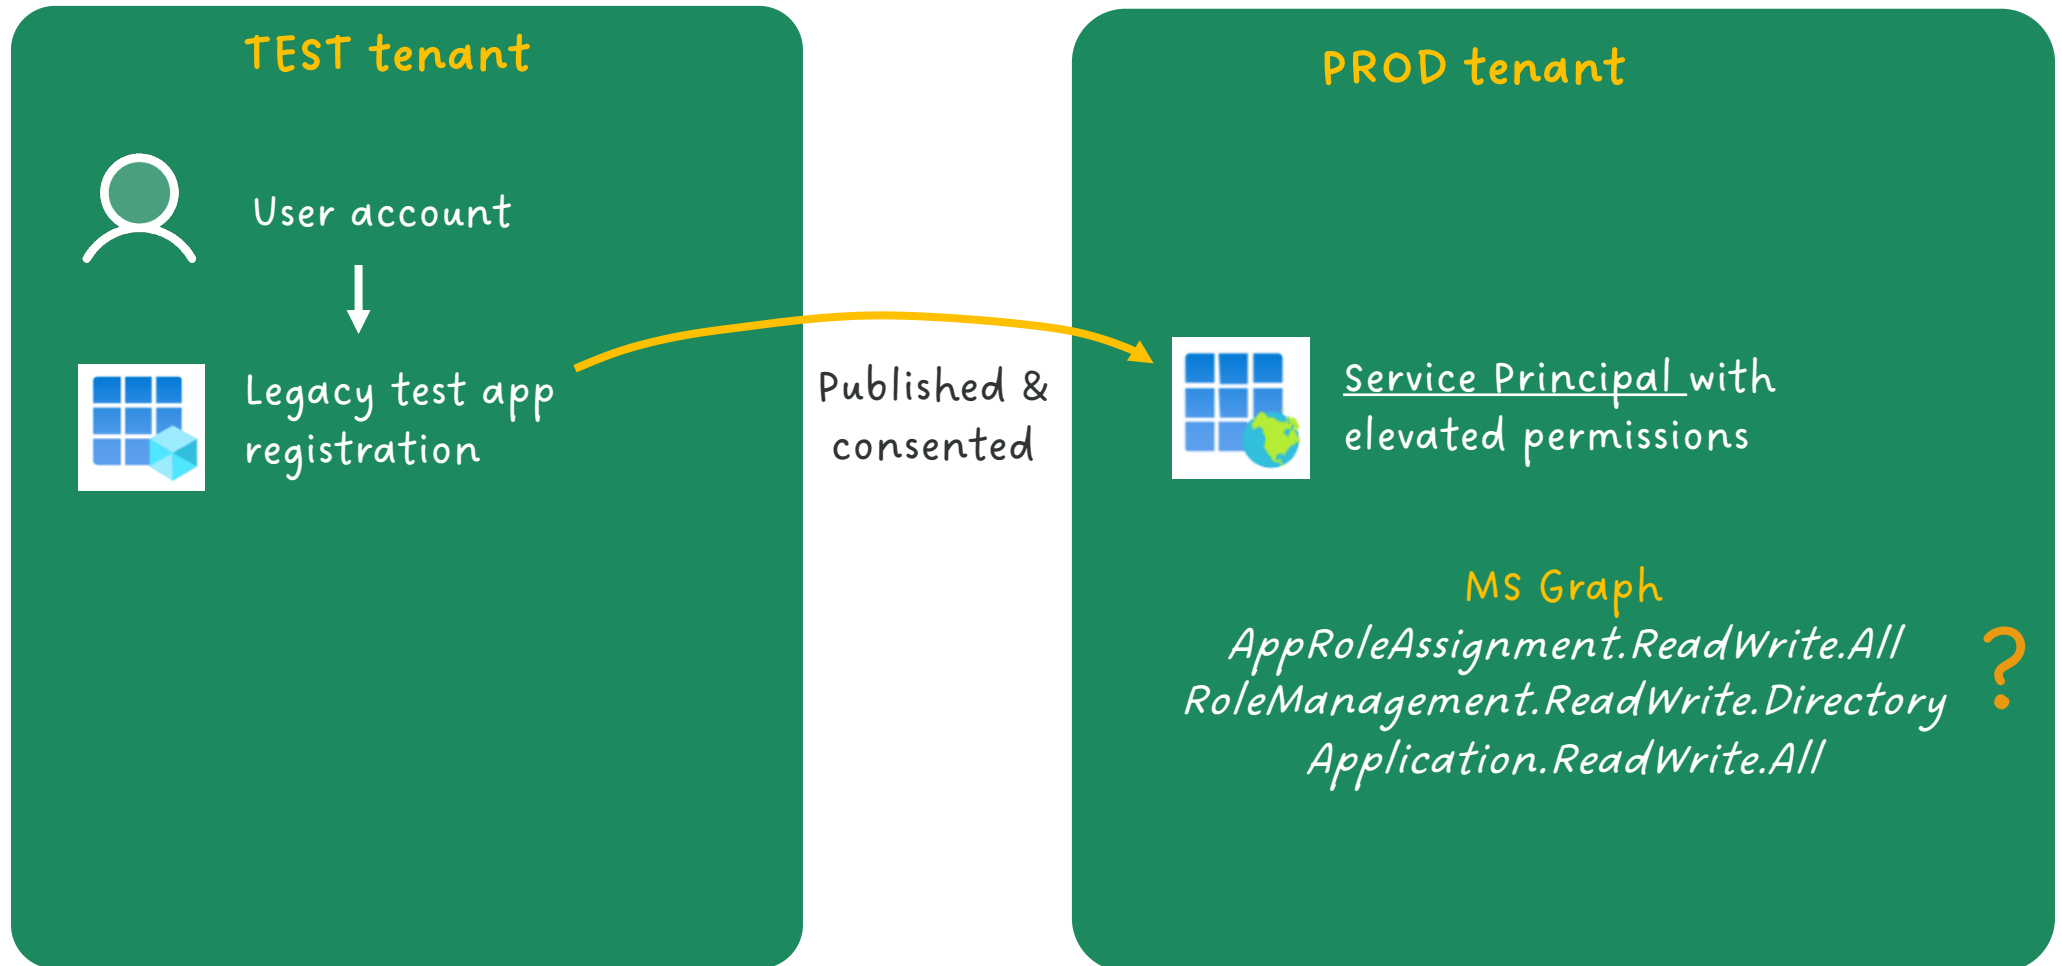 TEST tenant
User account
Legacy test app
registration
Published &
consented
PROD tenant
Service Principal with
elevated permissions
MS Graph
AppRoleAssignment.ReadWrite.All
RoleManagement.ReadWrite.Directory
Application.ReadWrite.All
?